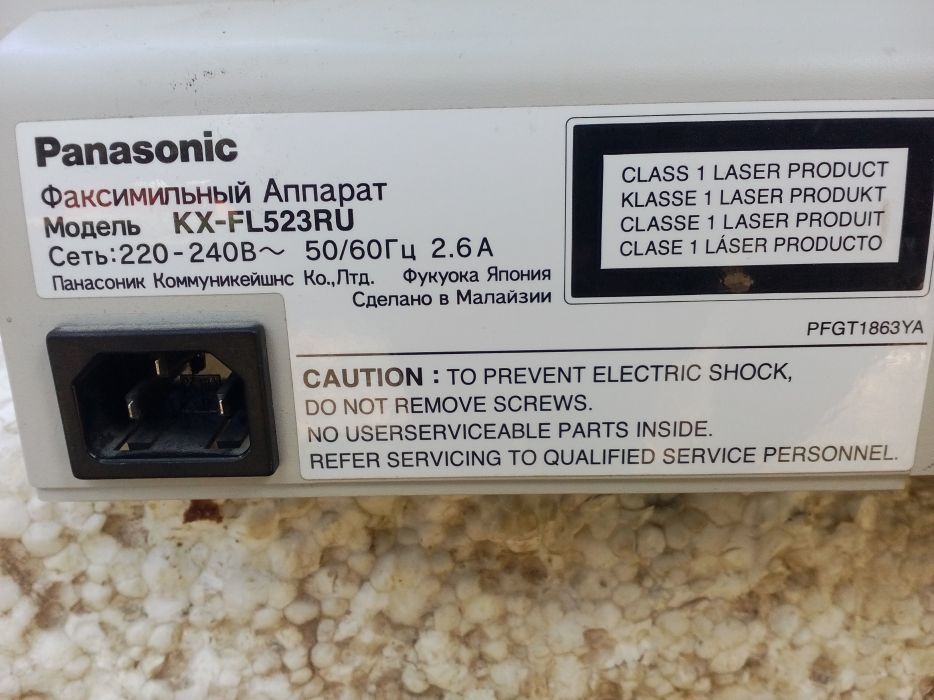 Panasonic
Факсимильный Аппарат
Модель KX-FL523RU
Сеть:220-240В～ 50/60Гц 2.6А
Панасоник Коммуникейшнс Ко.,Лтд. Фукуока Япония
Сделано в Малайзии
CLASS 1 LASER PRODUCT
KLASSE 1 LASER PRODUKT
CLASSE 1 LASER PRODUIT
CLASE 1 LÁSER PRODUCTO
PFGT1863YA
CAUTION : TO PREVENT ELECTRIC SHOCK,
DO NOT REMOVE SCREWS.
NO USERSERVICEABLE PARTS INSIDE.
REFER SERVICING TO QUALIFIED SERVICE PERSONNEL.